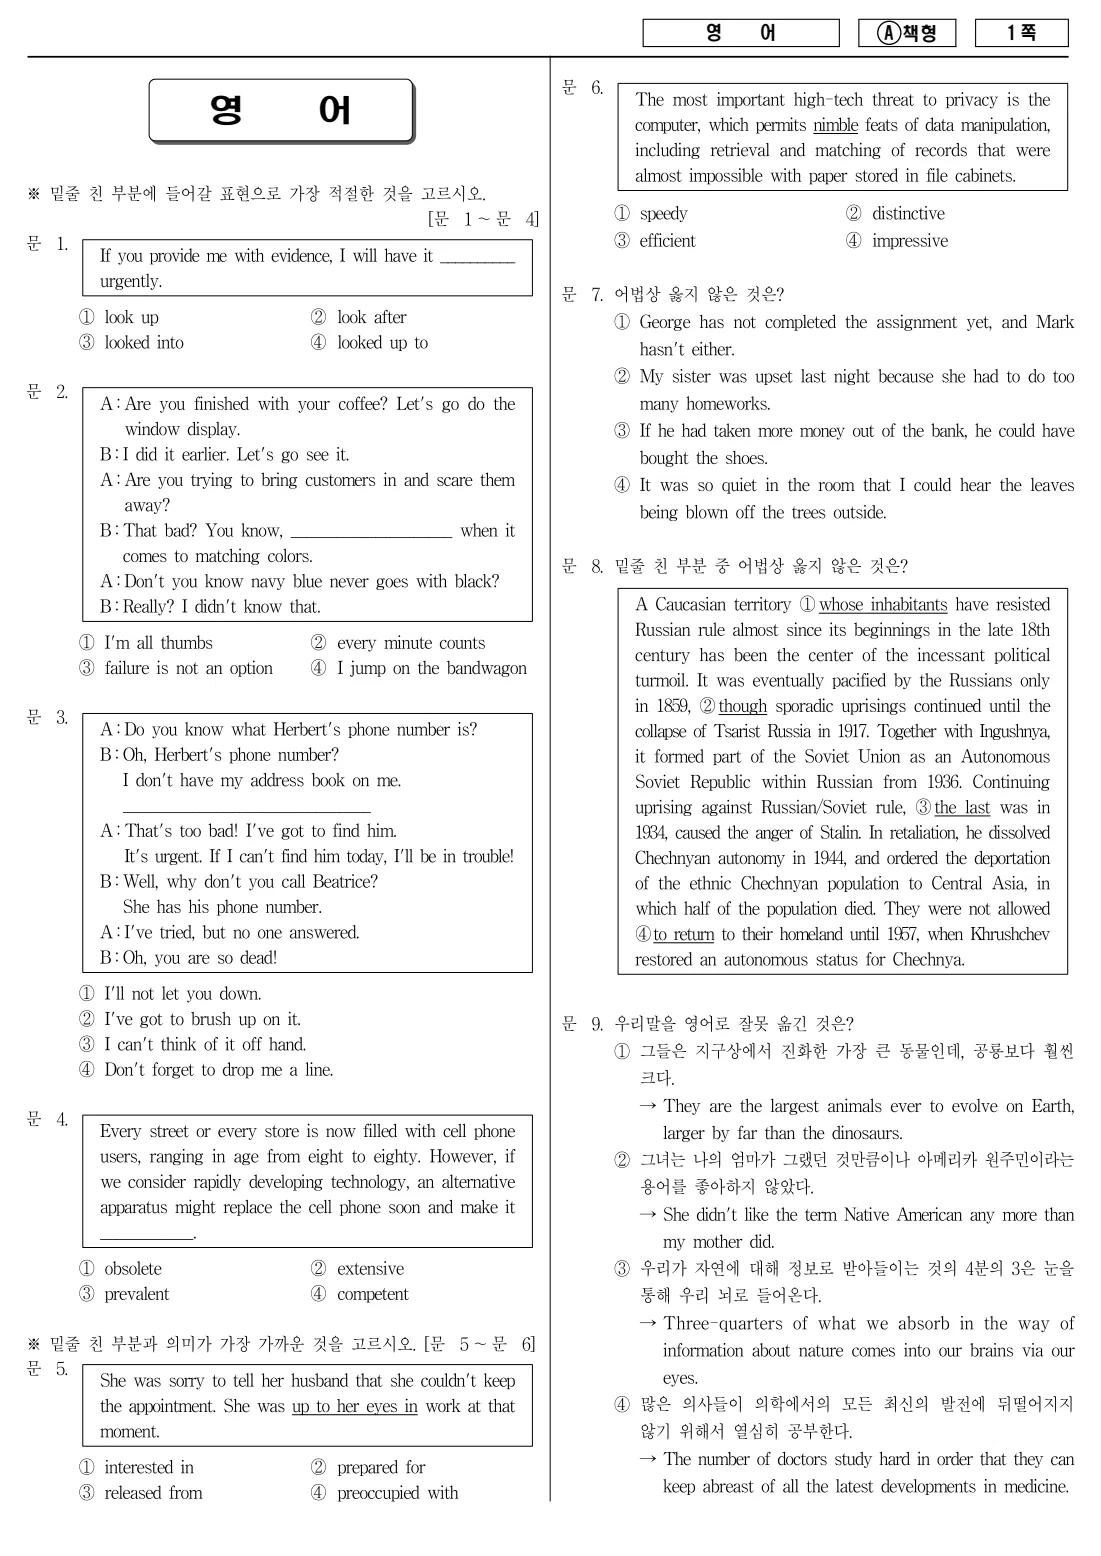 영 어
Ⓐ책형
1쪽
영 어
※ 밑줄 친 부분에 들어갈 표현으로 가장 적절한 것을 고르시오.
[문 1 ~ 문 4]
문 1.
If you provide me with evidence, I will have it __________
urgently.
① look up ② look after
③ looked into ④ looked up to
문 2.
A : Are you finished with your coffee? Let's go do the
window display.
B : I did it earlier. Let's go see it.
A : Are you trying to bring customers in and scare them
away?
B : That bad? You know, ____________________ when it
comes to matching colors.
A : Don't you know navy blue never goes with black?
B : Really? I didn't know that.
① I'm all thumbs ② every minute counts
③ failure is not an option ④ I jump on the bandwagon
문 3.
A : Do you know what Herbert's phone number is?
B : Oh, Herbert's phone number?
I don't have my address book on me.
______________________________
A : That's too bad! I've got to find him.
It's urgent. If I can't find him today, I'll be in trouble!
B : Well, why don't you call Beatrice?
She has his phone number.
A : I've tried, but no one answered.
B : Oh, you are so dead!
① I'll not let you down.
② I've got to brush up on it.
③ I can't think of it off hand.
④ Don't forget to drop me a line.
문 4.
Every street or every store is now filled with cell phone
users, ranging in age from eight to eighty. However, if
we consider rapidly developing technology, an alternative
apparatus might replace the cell phone soon and make it
____________.
① obsolete ② extensive
③ prevalent ④ competent
※ 밑줄 친 부분과 의미가 가장 가까운 것을 고르시오. [문 5 ~ 문 6]
문 5.
She was sorry to tell her husband that she couldn't keep
the appointment. She was up to her eyes in work at that
moment.
① interested in ② prepared for
③ released from ④ preoccupied with
문 6.
The most important high-tech threat to privacy is the
computer, which permits nimble feats of data manipulation,
including retrieval and matching of records that were
almost impossible with paper stored in file cabinets.
① speedy ② distinctive
③ efficient ④ impressive
문 7. 어법상 옳지 않은 것은?
① George has not completed the assignment yet, and Mark
hasn't either.
② My sister was upset last night because she had to do too
many homeworks.
③ If he had taken more money out of the bank, he could have
bought the shoes.
④ It was so quiet in the room that I could hear the leaves
being blown off the trees outside.
문 8. 밑줄 친 부분 중 어법상 옳지 않은 것은?
A Caucasian territory ① whose inhabitants have resisted
Russian rule almost since its beginnings in the late 18th
century has been the center of the incessant political
turmoil. It was eventually pacified by the Russians only
in 1859, ② though sporadic uprisings continued until the
collapse of Tsarist Russia in 1917. Together with Ingushnya,
it formed part of the Soviet Union as an Autonomous
Soviet Republic within Russian from 1936. Continuing
uprising against Russian/Soviet rule, ③ the last was in
1934, caused the anger of Stalin. In retaliation, he dissolved
Chechnyan autonomy in 1944, and ordered the deportation
of the ethnic Chechnyan population to Central Asia, in
which half of the population died. They were not allowed
④ to return to their homeland until 1957, when Khrushchev
restored an autonomous status for Chechnya.
문 9. 우리말을 영어로 잘못 옮긴 것은?
① 그들은 지구상에서 진화한 가장 큰 동물인데, 공룡보다 훨씬
크다.
→ They are the largest animals ever to evolve on Earth,
larger by far than the dinosaurs.
② 그녀는 나의 엄마가 그랬던 것만큼이나 아메리카 원주민이라는
용어를 좋아하지 않았다.
→ She didn't like the term Native American any more than
my mother did.
③ 우리가 자연에 대해 정보로 받아들이는 것의 4분의 3은 눈을
통해 우리 뇌로 들어온다.
→ Three-quarters of what we absorb in the way of
information about nature comes into our brains via our
eyes.
④ 많은 의사들이 의학에서의 모든 최신의 발전에 뒤떨어지지
않기 위해서 열심히 공부한다.
→ The number of doctors study hard in order that they can
keep abreast of all the latest developments in medicine.